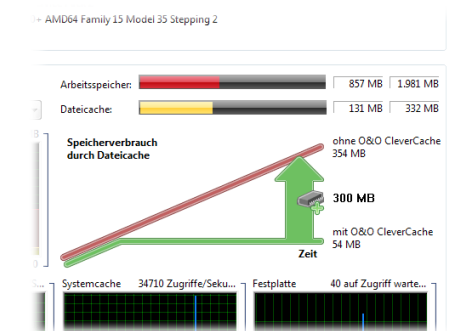 AMD64 Family 15 Model 35 Stepping 2
Arbeitsspeicher: 857 MB 1.981 MB
Dateicache: 131 MB 332 MB
Speicherverbrauch
durch Dateicache
ohne O&O CleverCache
354 MB
300 MB
mit O&O CleverCache
54 MB
Zeit
Systemcache 34710 Zugriffe/Seku... Festplatte 40 auf Zugriff warte...